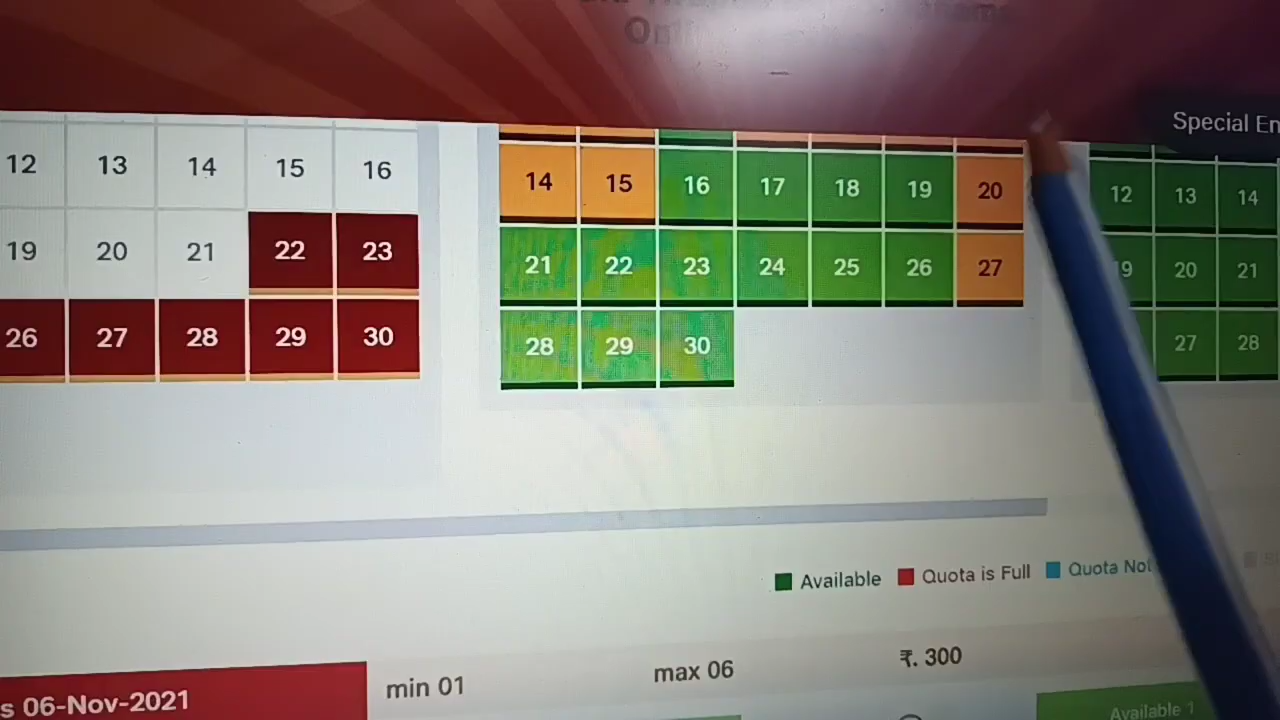 Special En
12 13 14 15 16
14 15 16 17 18 19 20
12 13 14
19 20 21 22 23
21 22 23 24 25 26 27
19 20 21
26 27 28 29 30
28 29 30
27 28
Available Quota is Full Quota Not
s 06-Nov-2021 min 01 max 06 ₹. 300
Available 1